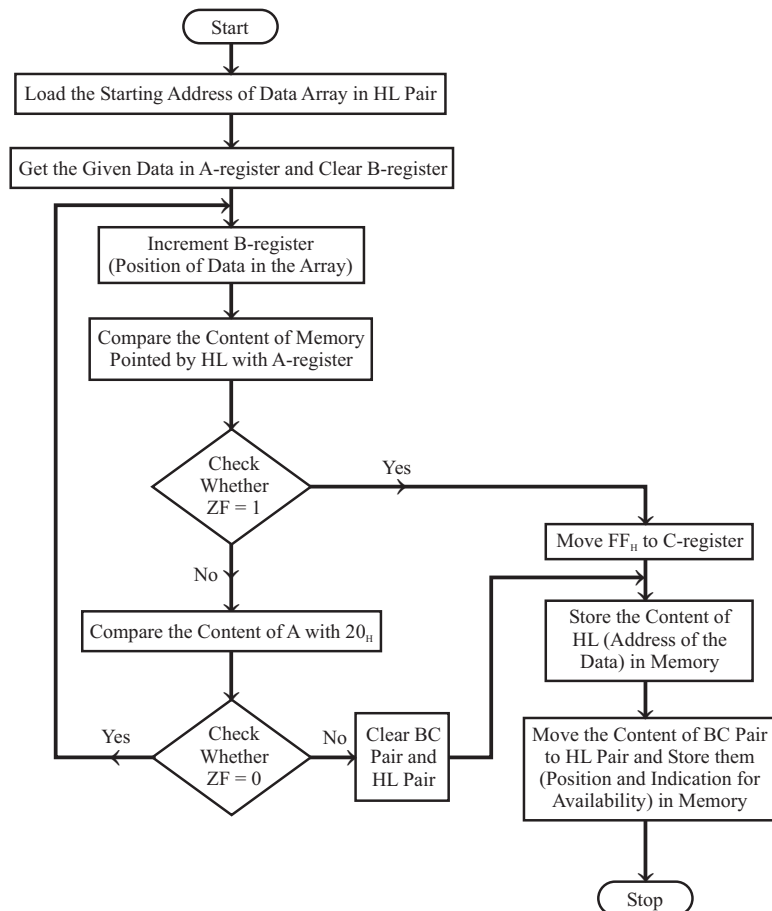 Start
Load the Starting Address of Data Array in HL Pair
Get the Given Data in A-register and Clear B-register
Increment B-register
(Position of Data in the Array)
Compare the Content of Memory
Pointed by HL with A-register
Check
Whether
ZF = 1
Yes
No
Move FFH to C-register
Compare the Content of A with 20H
Store the Content of
HL (Address of the
Data) in Memory
Check
Whether
ZF = 0
Yes
No
Clear BC
Pair and
HL Pair
Move the Content of BC Pair
to HL Pair and Store them
(Position and Indication for
Availability) in Memory
Stop